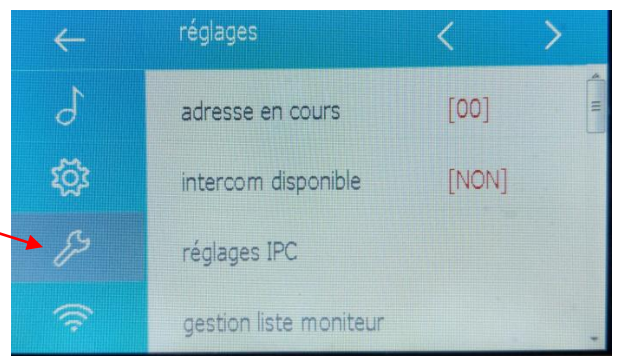 réglages
adresse en cours [00]
intercom disponible [NON]
réglages IPC
gestion liste moniteur